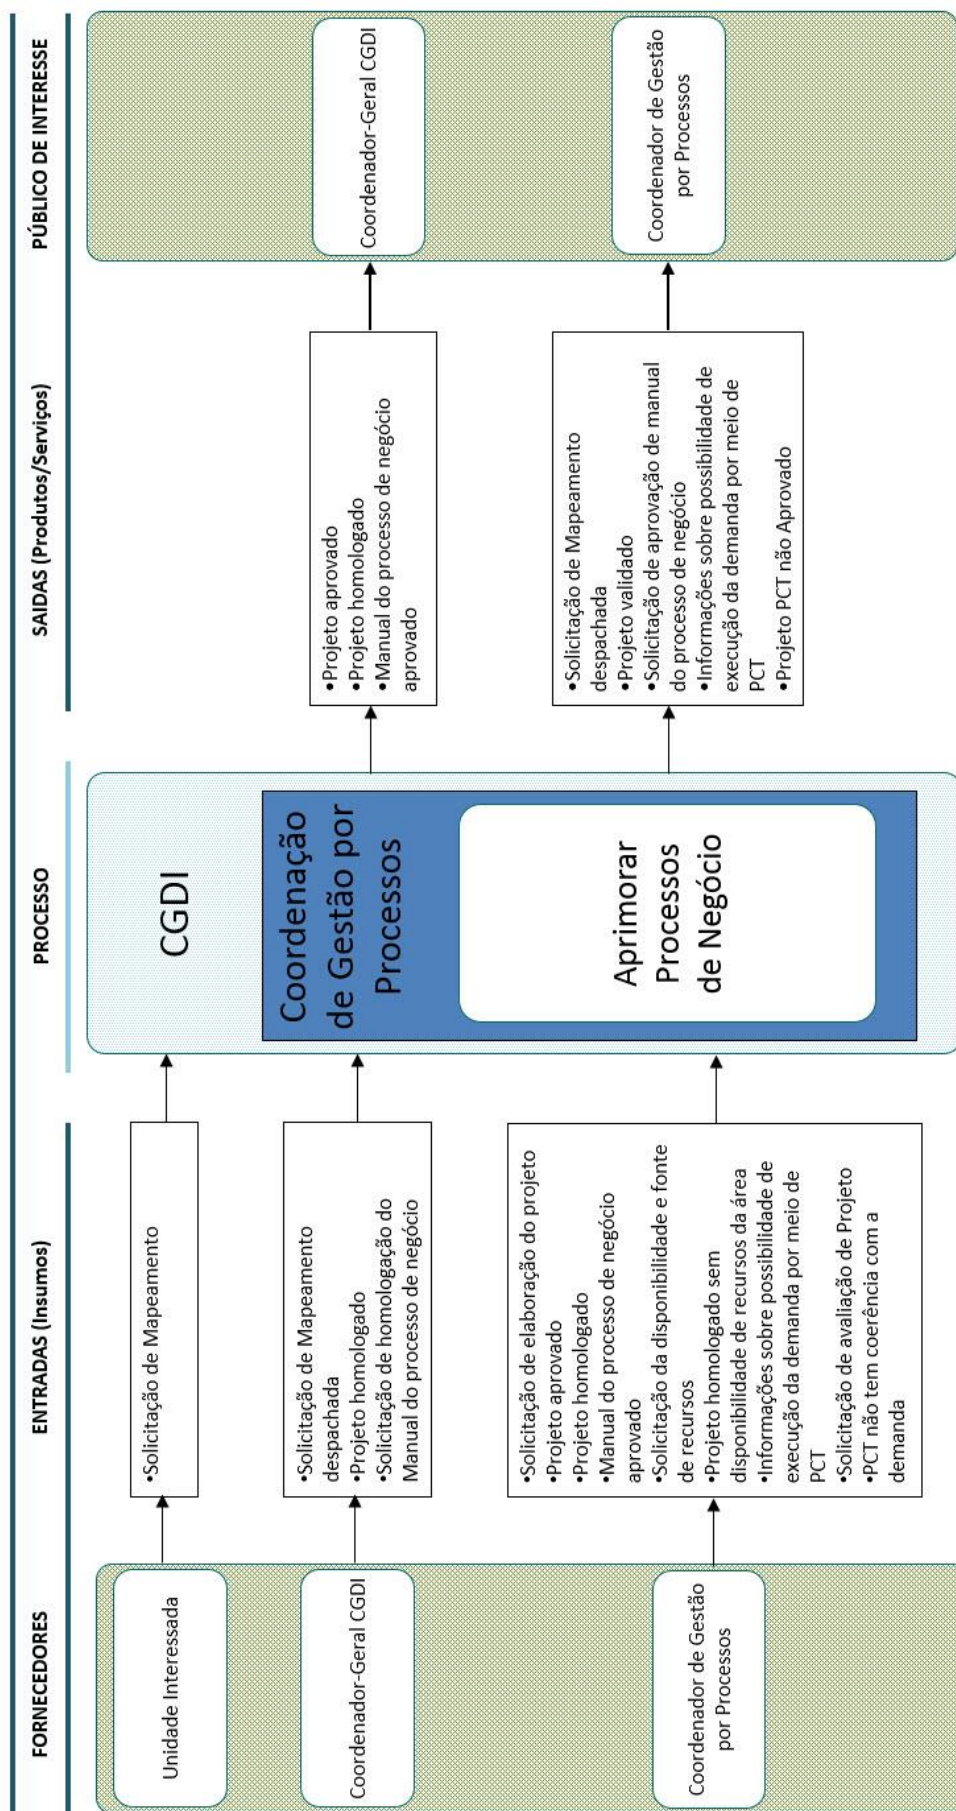 FORNECEDORES
Unidade Interessada
Coordenador-Geral CGDI
Coordenador de Gestão
por Processos
ENTRADAS (Insumos)
•Solicitação de Mapeamento
•Solicitação de Mapeamento
despachada
•Projeto homologado
•Solicitação de homologação do
Manual do processo de negócio
•Solicitação de elaboração do projeto
•Projeto aprovado
•Projeto homologado
•Manual do processo de negócio
aprovado
•Solicitação da disponibilidade e fonte
de recursos
•Projeto homologado sem
disponibilidade de recursos da área
•Informações sobre possibilidade de
execução da demanda por meio de
PCT
•Solicitação de avaliação de Projeto
•PCT não tem coerência com a
demanda
PROCESSO
CGDI
Coordenação
de Gestão por
Processos
Aprimorar
Processos
de Negócio
SAIDAS (Produtos/Serviços)
•Projeto aprovado
•Projeto homologado
•Manual do processo de negócio
aprovado
•Solicitação de Mapeamento
despachada
•Projeto validado
•Solicitação de aprovação de manual
do processo de negócio
•Informações sobre possibilidade de
execução da demanda por meio de
PCT
•Projeto PCT não Aprovado
PÚBLICO DE INTERESSE
Coordenador-Geral CGDI
Coordenador de Gestão
por Processos